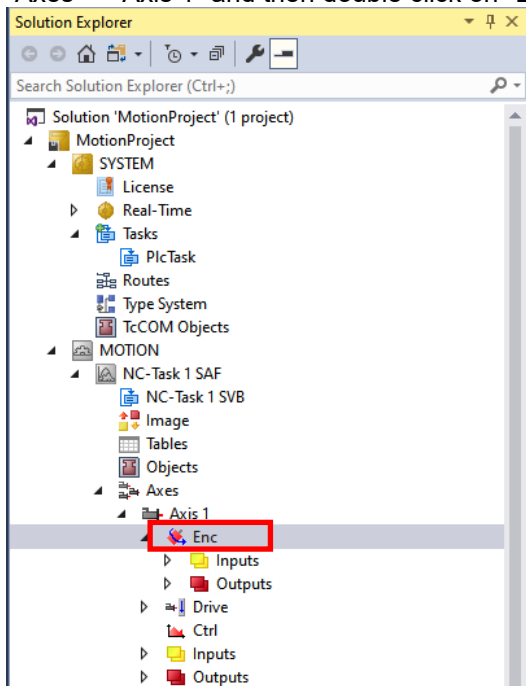 Solution Explorer
Search Solution Explorer (Ctrl+;)
Solution 'MotionProject' (1 project)
MotionProject
SYSTEM
License
Real-Time
Tasks
PlcTask
Routes
Type System
TcCOM Objects
MOTION
NC-Task 1 SAF
NC-Task 1 SVB
Image
Tables
Objects
Axes
Axis 1
Enc
Inputs
Outputs
Drive
Ctrl
Inputs
Outputs